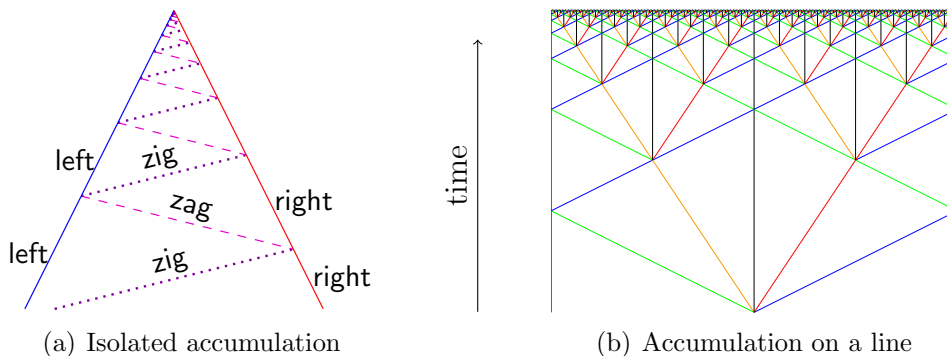 left
zig
zag
right
left
zig
right
time
(a) Isolated accumulation
(b) Accumulation on a line